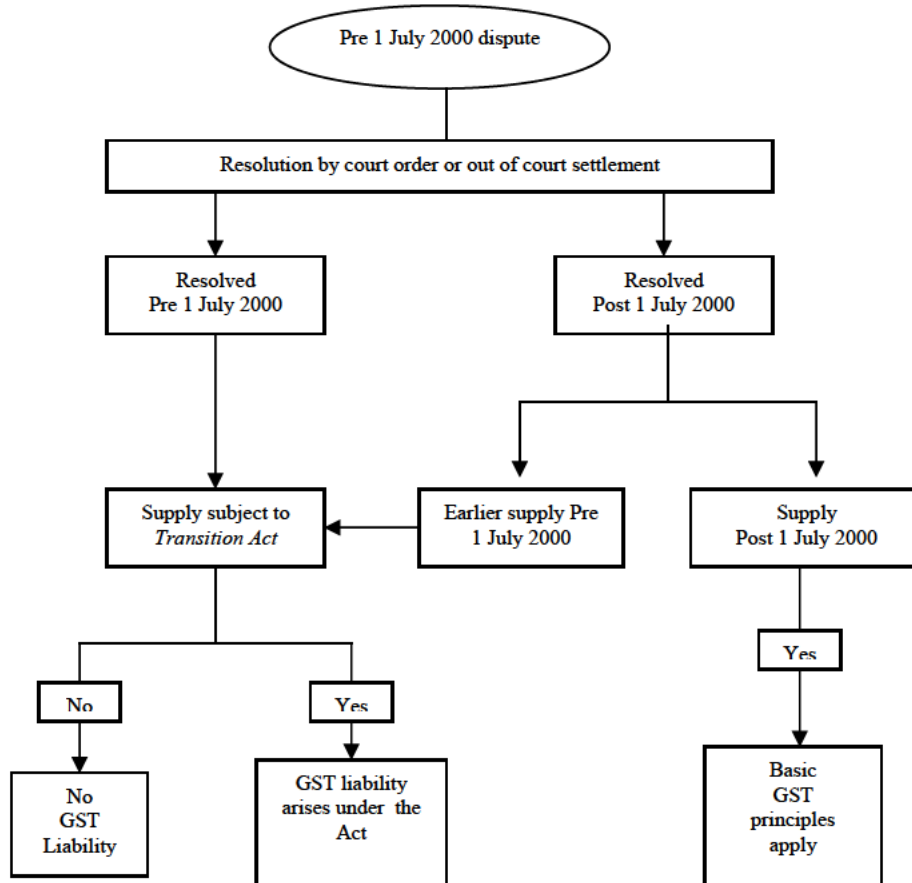 Pre 1 July 2000 dispute
Resolution by court order or out of court settlement
Resolved
Pre 1 July 2000
Resolved
Post 1 July 2000
Supply subject to
Transition Act
Earlier supply Pre
1 July 2000
Supply
Post 1 July 2000
No
Yes
Yes
No
GST
Liability
GST liability
arises under the
Act
Basic
GST
principles
apply